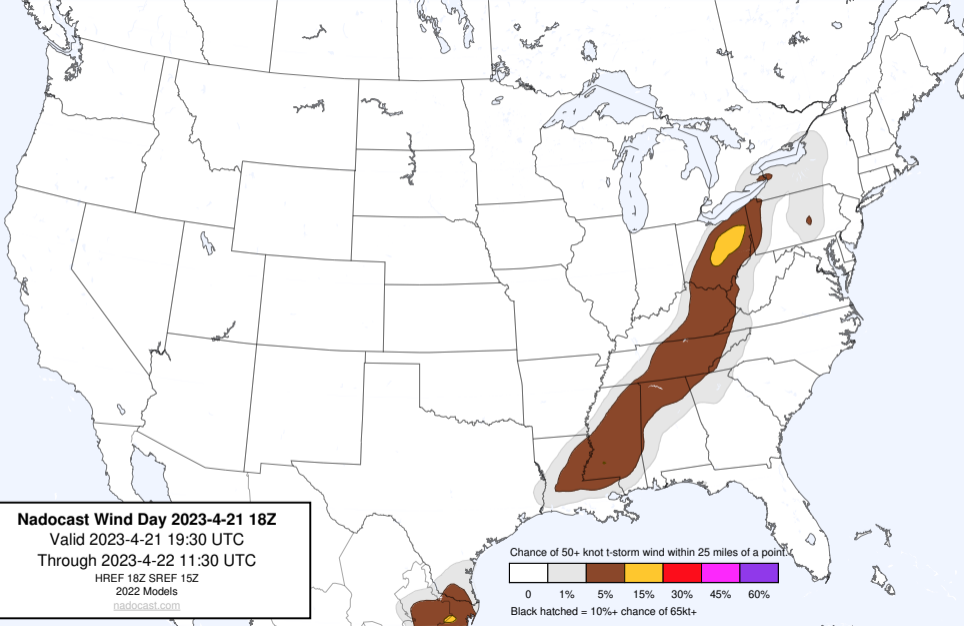 Nadocast Wind Day 2023-4-21 18Z
Valid 2023-4-21 19:30 UTC
Through 2023-4-22 11:30 UTC
HREF 18Z SREF 15Z
2022 Models
nadocast.com
Chance of 50+ knot t-storm wind within 25 miles of a point.
0 1% 5% 15% 30% 45% 60%
Black hatched = 10%+ chance of 65kt+